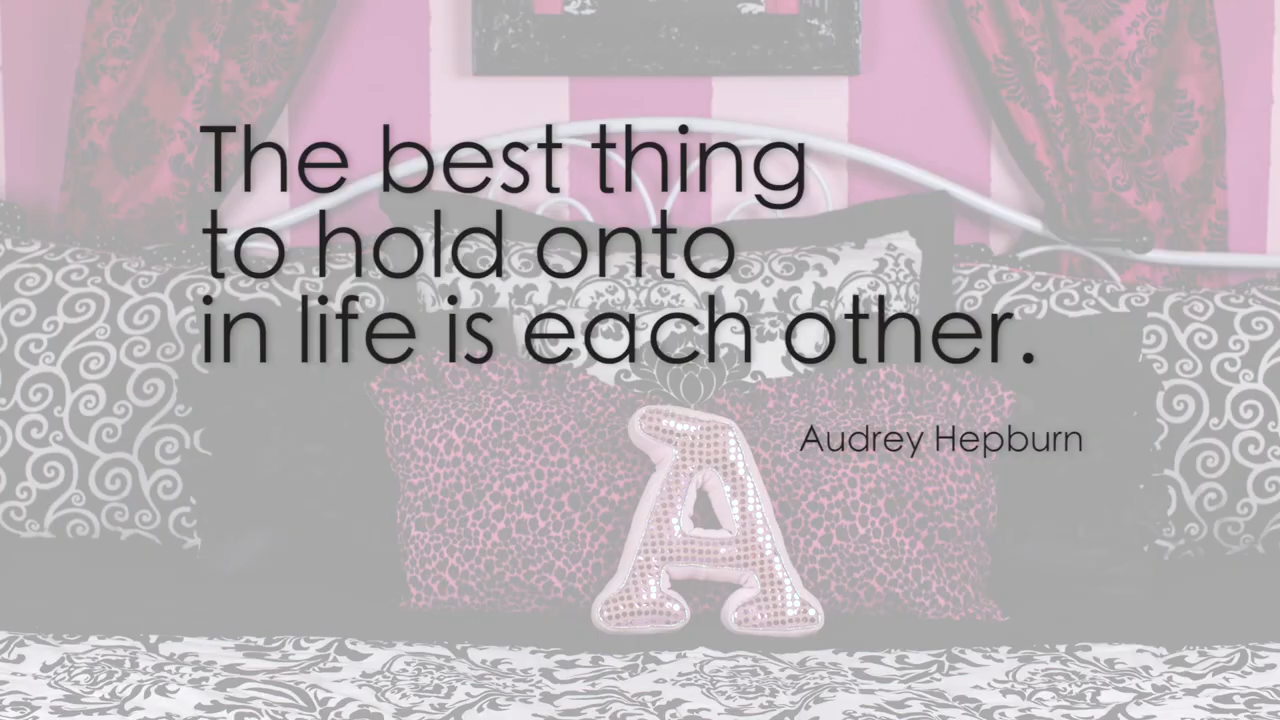 The best thing
to hold onto
in life is each other.
Audrey Hepburn
A